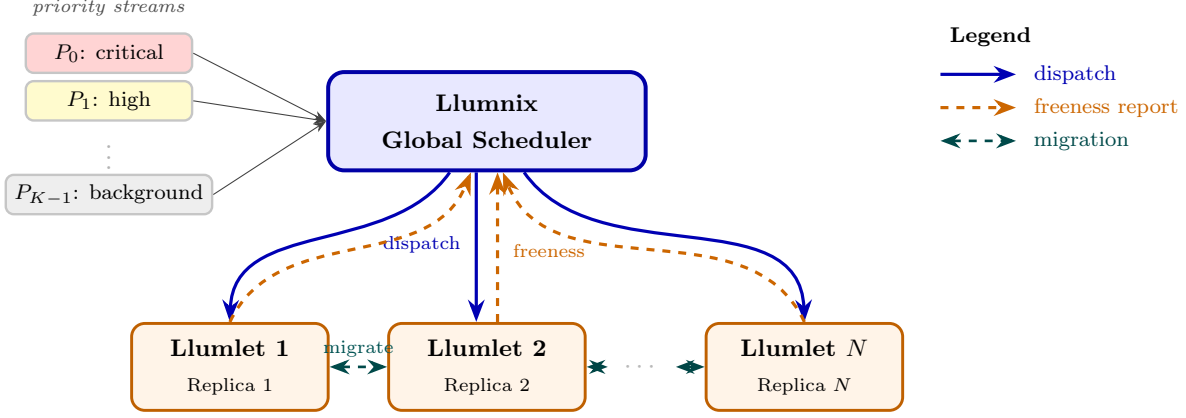 priority streams
P₀: critical
P₁: high
⋮
P_{K−1}: background
Llumnix
Global Scheduler
Legend
dispatch
freeness report
migration
dispatch
freeness
Llumlet 1
Replica 1
migrate
Llumlet 2
Replica 2
· · ·
Llumlet N
Replica N